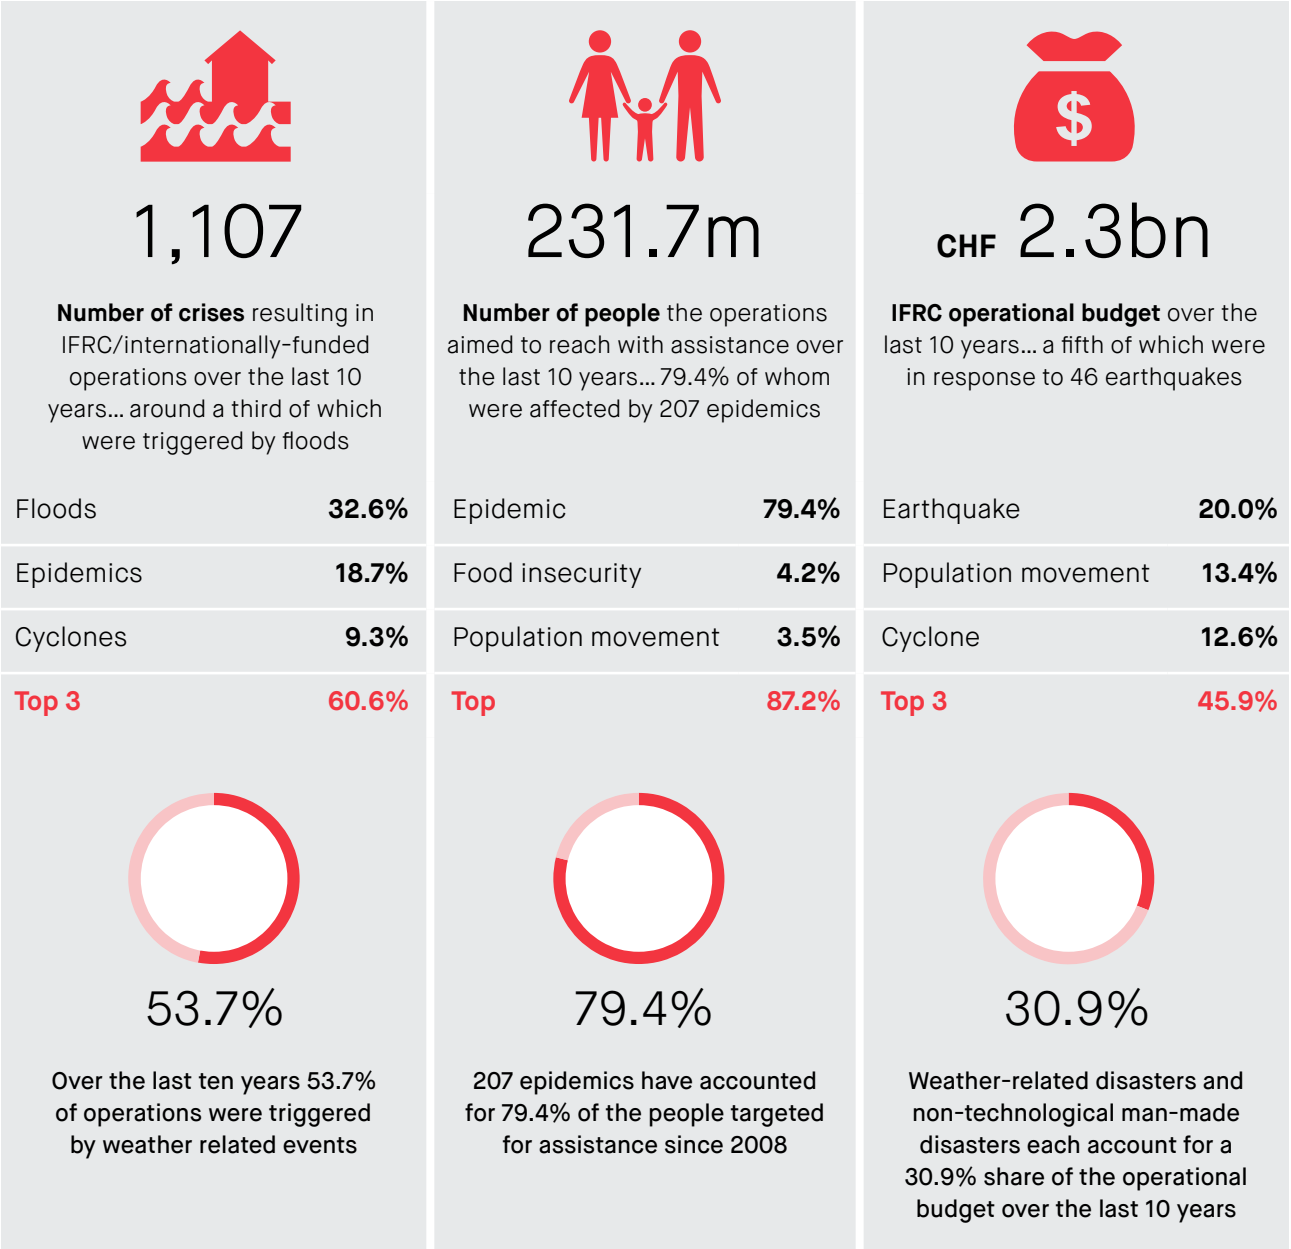 $
1,107
Number of crises resulting in
IFRC/internationally-funded
operations over the last 10
years... around a third of which
were triggered by floods
Floods 32.6%
Epidemics 18.7%
Cyclones 9.3%
Top 3 60.6%
53.7%
Over the last ten years 53.7%
of operations were triggered
by weather related events
231.7m
Number of people the operations
aimed to reach with assistance over
the last 10 years... 79.4% of whom
were affected by 207 epidemics
Epidemic 79.4%
Food insecurity 4.2%
Population movement 3.5%
Top 87.2%
79.4%
207 epidemics have accounted
for 79.4% of the people targeted
for assistance since 2008
CHF 2.3bn
IFRC operational budget over the
last 10 years... a fifth of which were
in response to 46 earthquakes
Earthquake 20.0%
Population movement 13.4%
Cyclone 12.6%
Top 3 45.9%
30.9%
Weather-related disasters and
non-technological man-made
disasters each account for a
30.9% share of the operational
budget over the last 10 years